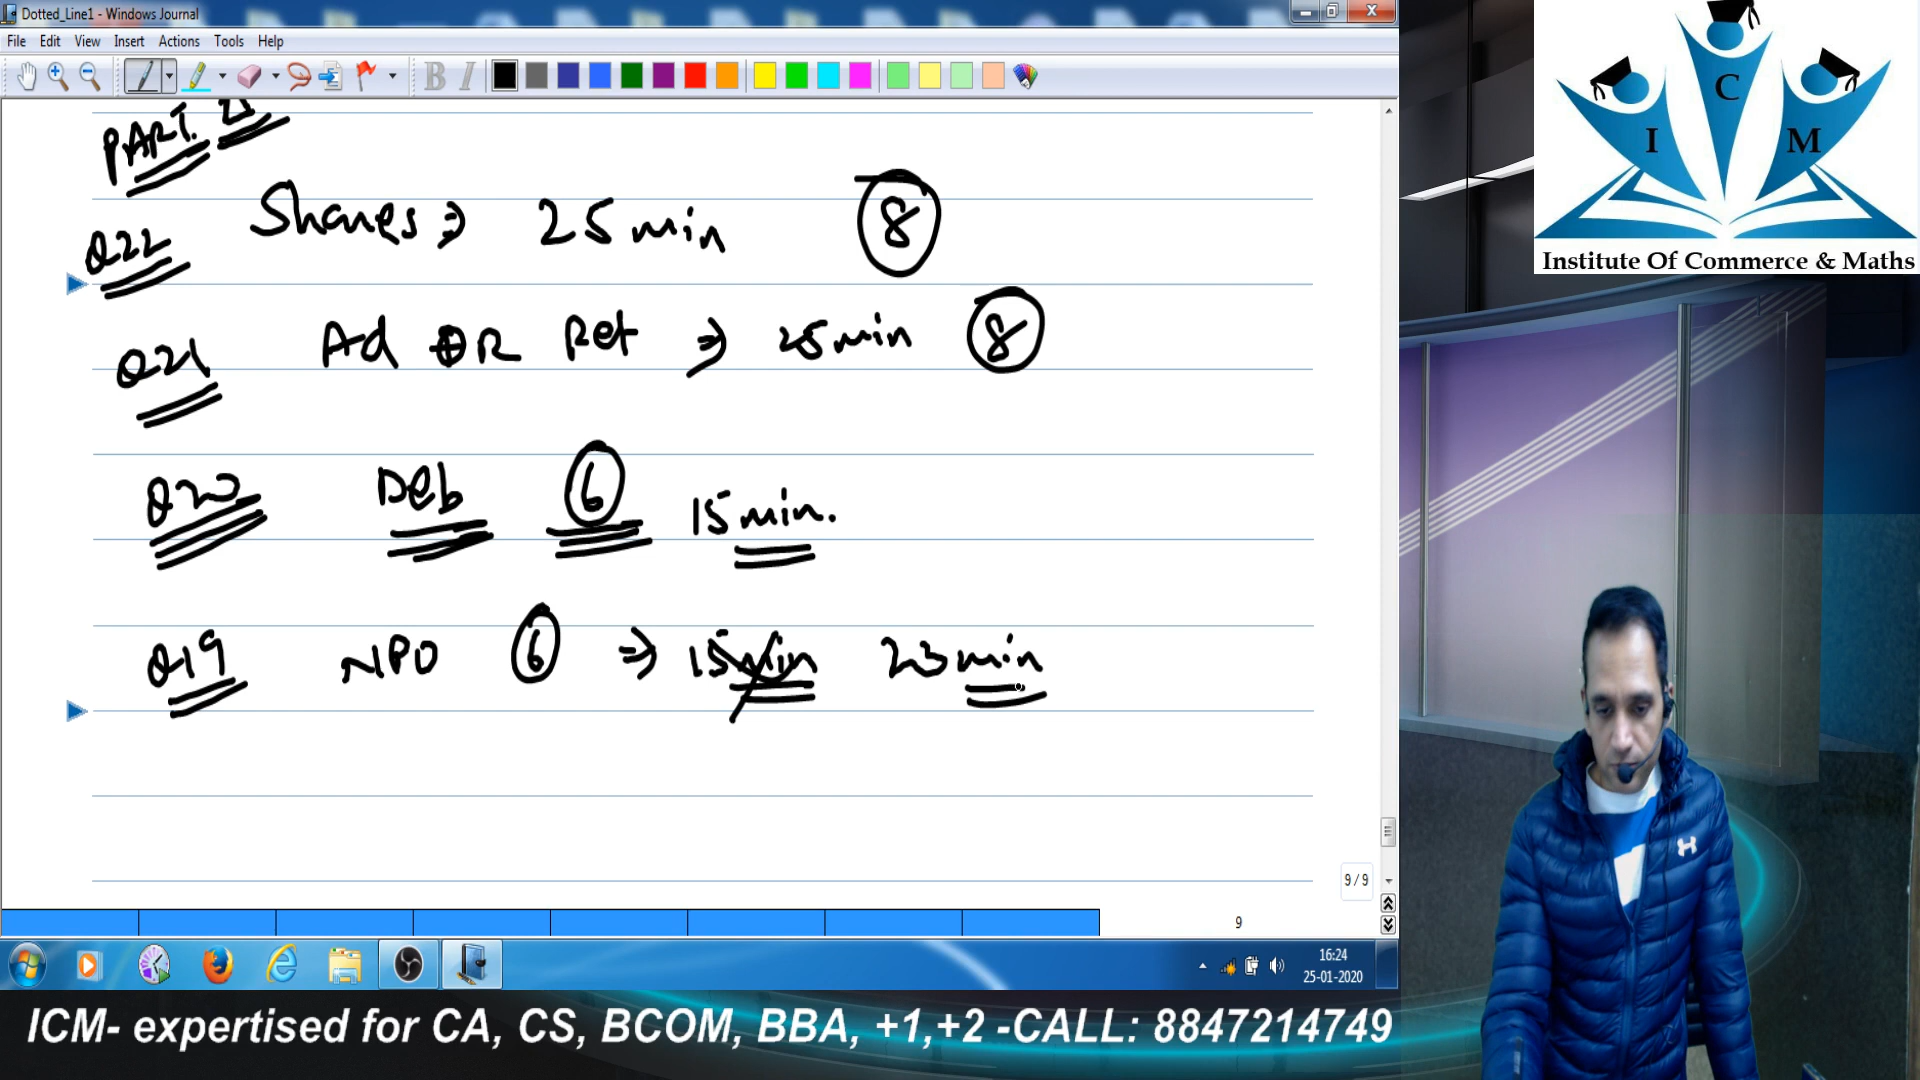 Dotted_Line1 - Windows Journal
File Edit View Insert Actions Tools Help
B I
PART.
Q22 Shares ⇒ 25 min 8
Q21 Ad OR Ret ⇒ 25 min 8
Q20 Deb 6 15 min.
Q19 NPO 6 ⇒ 15 min 23 min
9 / 9
9
16:24
25-01-2020
I C M
Institute Of Commerce & Maths
ICM- expertised for CA, CS, BCOM, BBA, +1,+2 -CALL: 8847214749